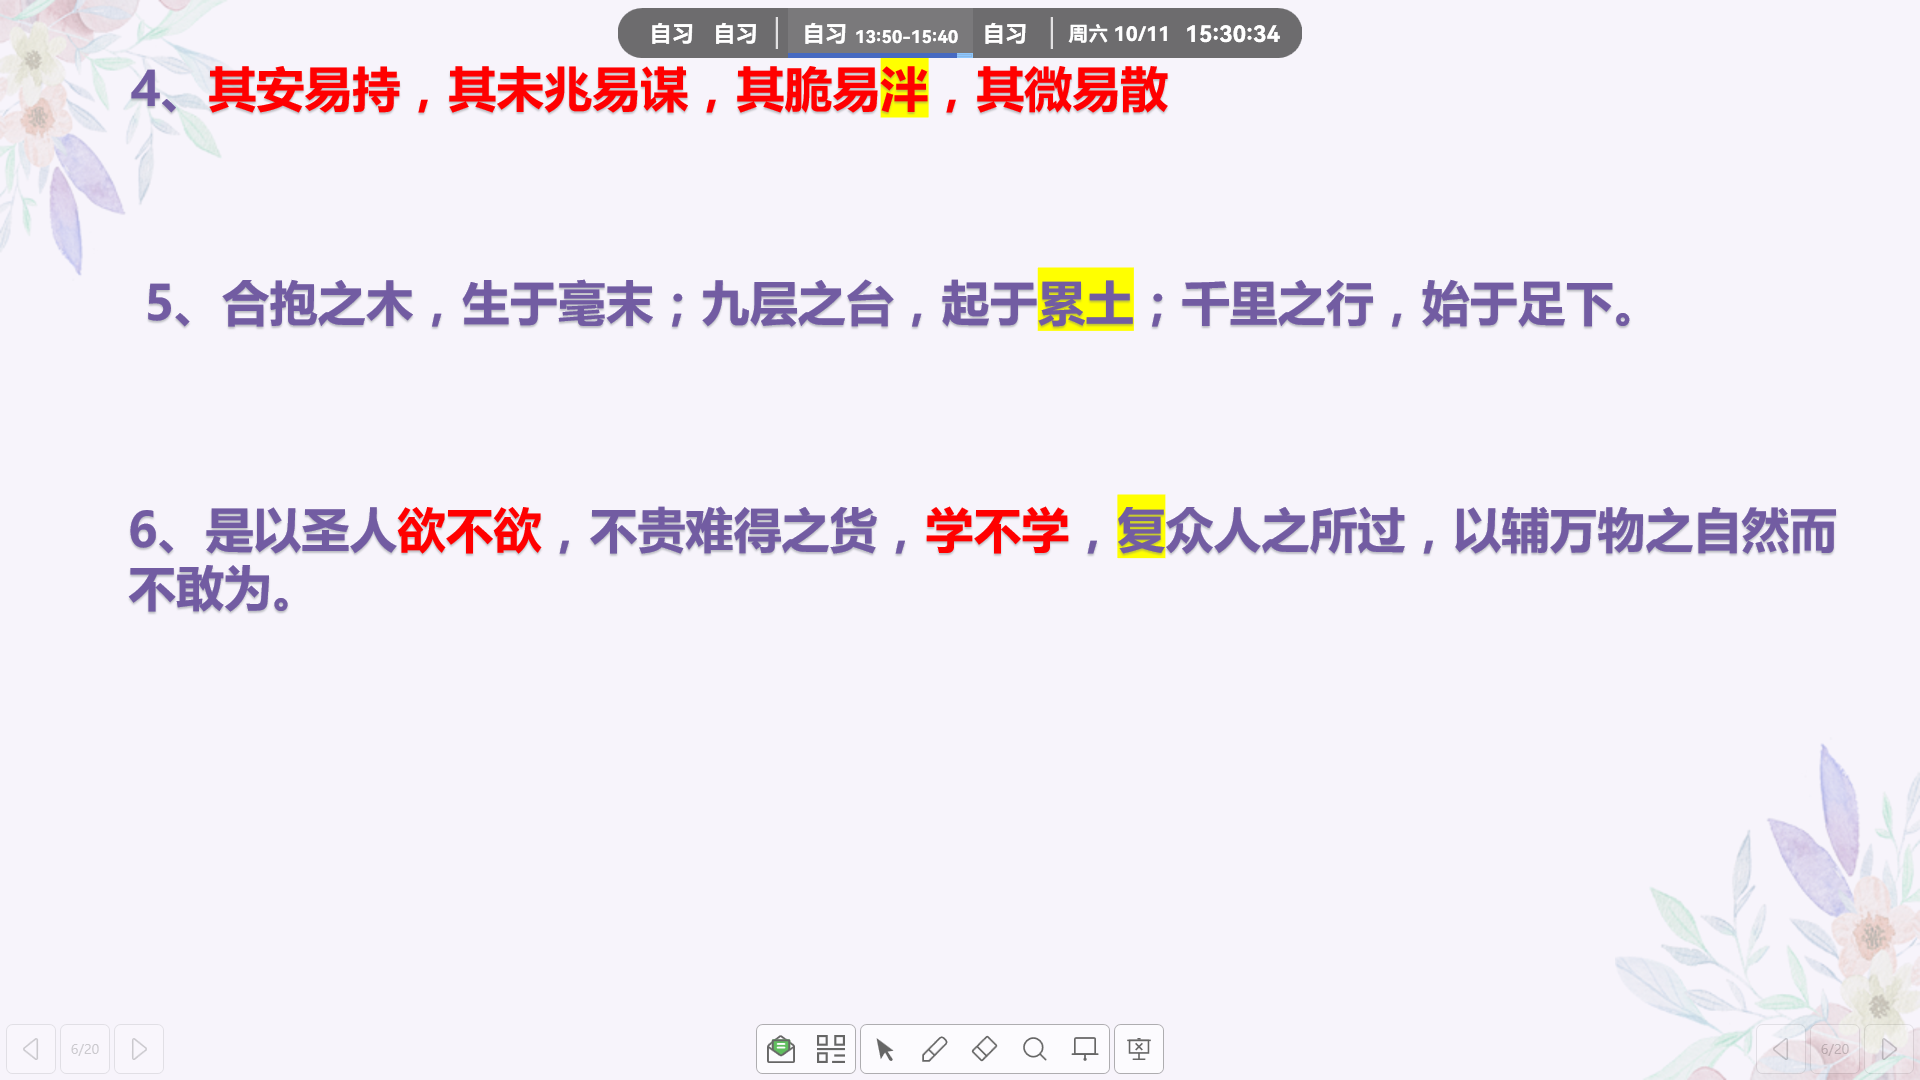 自习 自习 自习 13:50-15:40 自习 周六 10/11 15:30:34
4、其安易持，其未兆易谋，其脆易泮，其微易散
5、合抱之木，生于毫末；九层之台，起于累土；千里之行，始于足下。
6、是以圣人欲不欲，不贵难得之货，学不学，复众人之所过，以辅万物之自然而
不敢为。
6/20 6/20